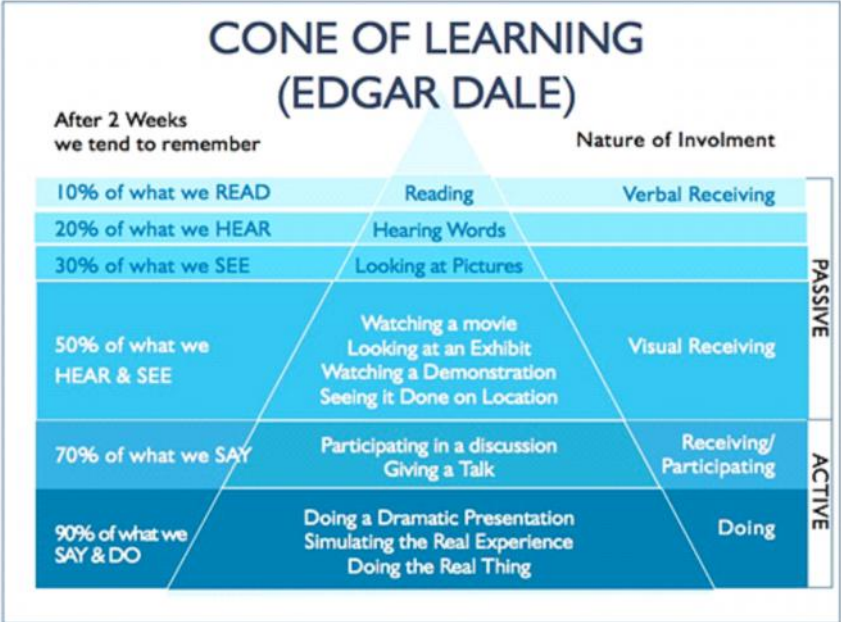 CONE OF LEARNING
(EDGAR DALE)
After 2 Weeks
we tend to remember
Nature of Involment
10% of what we READ
Reading
Verbal Receiving
20% of what we HEAR
Hearing Words
30% of what we SEE
Looking at Pictures
50% of what we
HEAR & SEE
Watching a movie
Looking at an Exhibit
Watching a Demonstration
Seeing it Done on Location
Visual Receiving
PASSIVE
70% of what we SAY
Participating in a discussion
Giving a Talk
Receiving/
Participating
90% of what we
SAY & DO
Doing a Dramatic Presentation
Simulating the Real Experience
Doing the Real Thing
Doing
ACTIVE